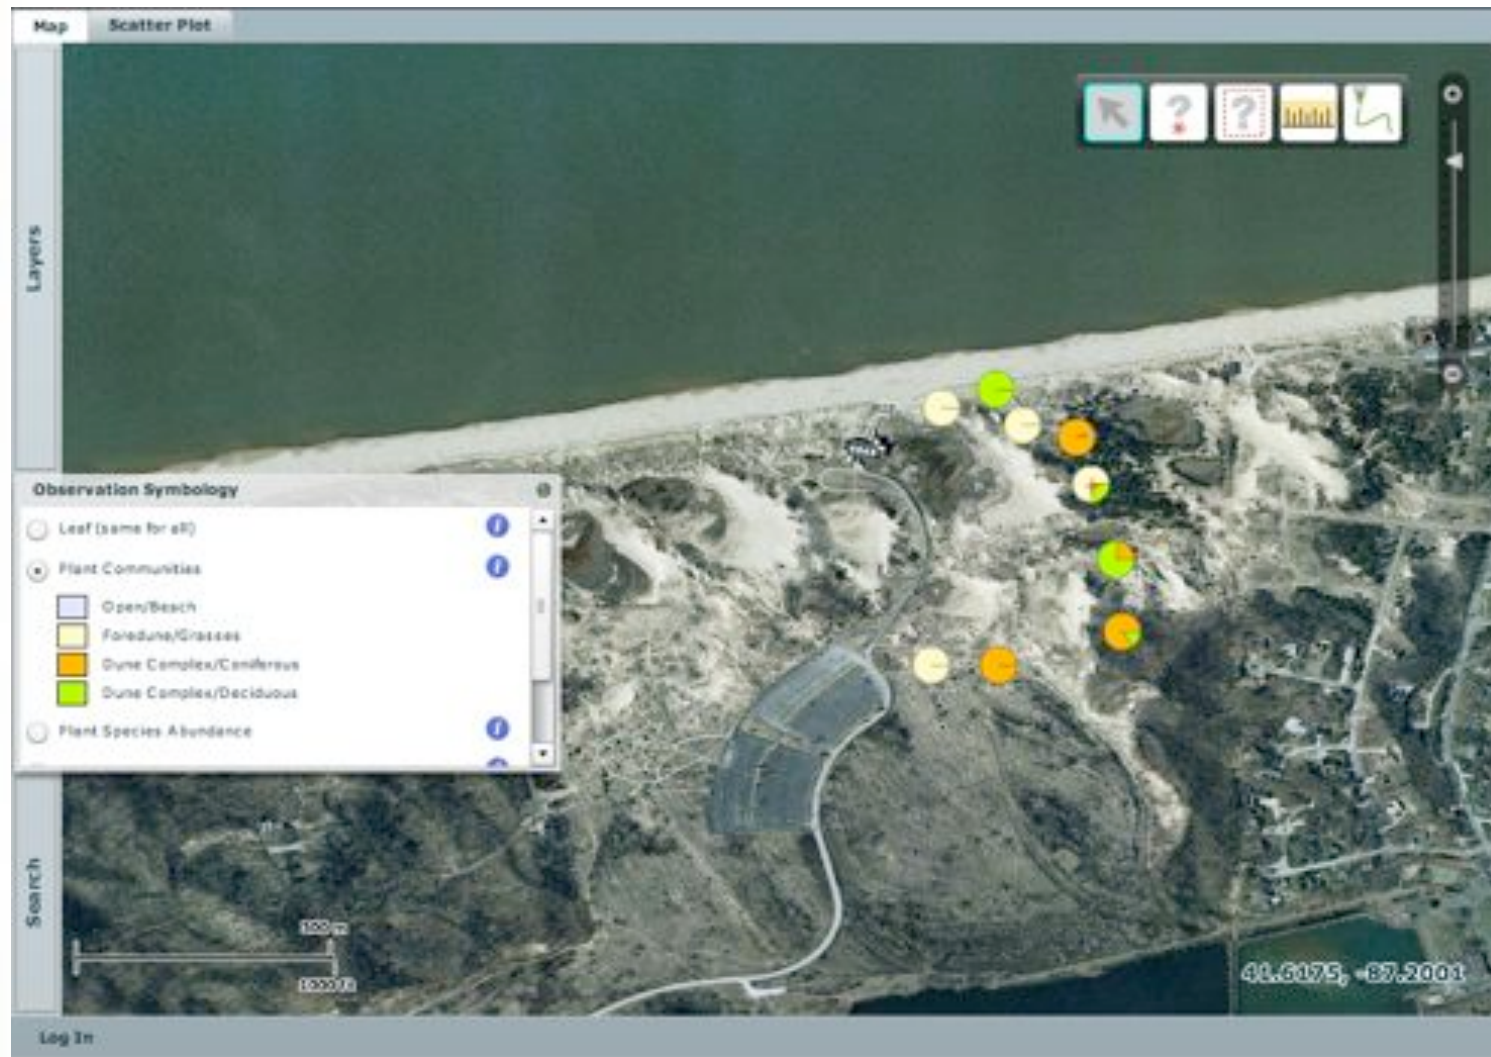 Map
Scatter Plot
Layers
Observation Symbology
Leaf (same for all)
Plant Communities
Open/Beach
Foredune/Grasses
Dune Complex/Coniferous
Dune Complex/Deciduous
Plant Species Abundance
Search
300 m
1000 ft
41.6175, -87.2001
Log In